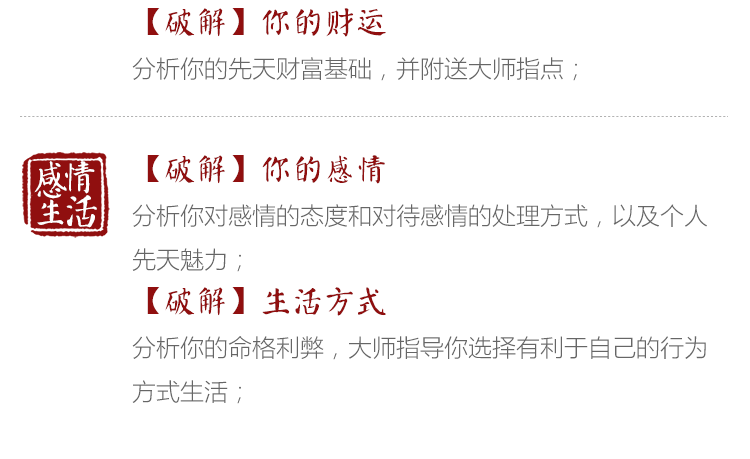 【破解】你的财运
分析你的先天财富基础，并附送大师指点；
感情
生活
【破解】你的感情
分析你对感情的态度和对待感情的处理方式，以及个人
先天魅力；
【破解】生活方式
分析你的命格利弊，大师指导你选择有利于自己的行为
方式生活；